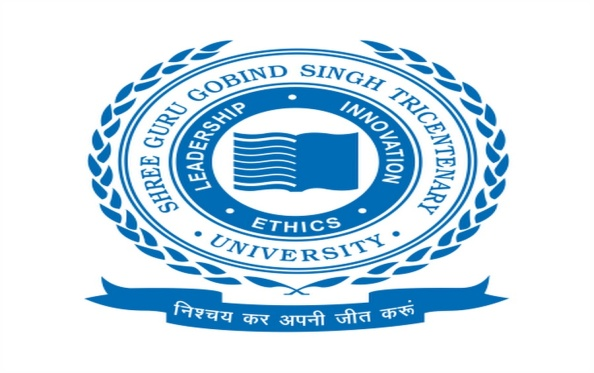 SHREE GURU GOBIND SINGH TRICENTENARY
· UNIVERSITY ·
LEADERSHIP · INNOVATION
· ETHICS ·
निश्चय कर अपनी जीत करूं